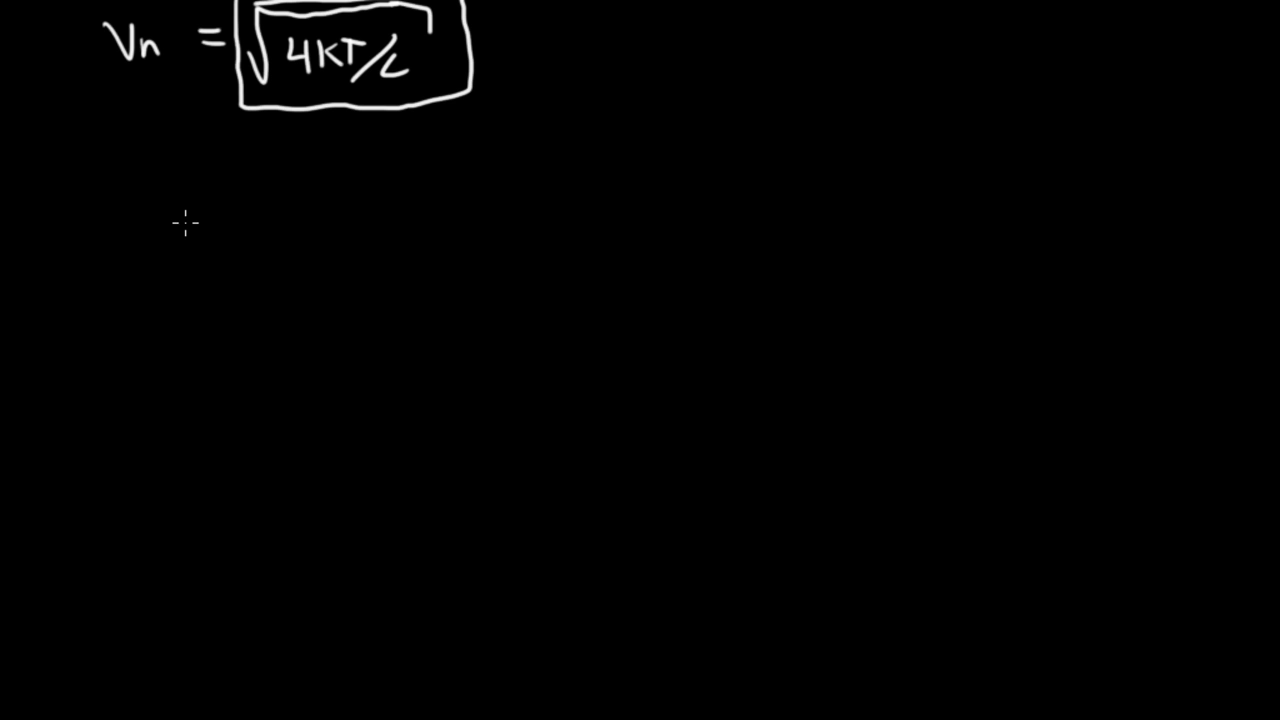 Vn = √4KT/C